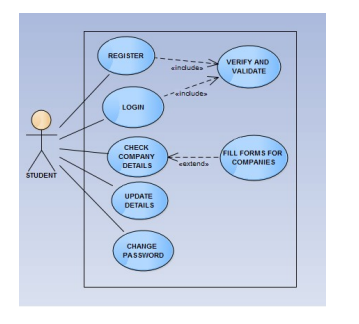 REGISTER
«include»
VERIFY AND
VALIDATE
LOGIN
«include»
CHECK
COMPANY
DETAILS
«extend»
FILL FORMS FOR
COMPANIES
STUDENT
UPDATE
DETAILS
CHANGE
PASSWORD